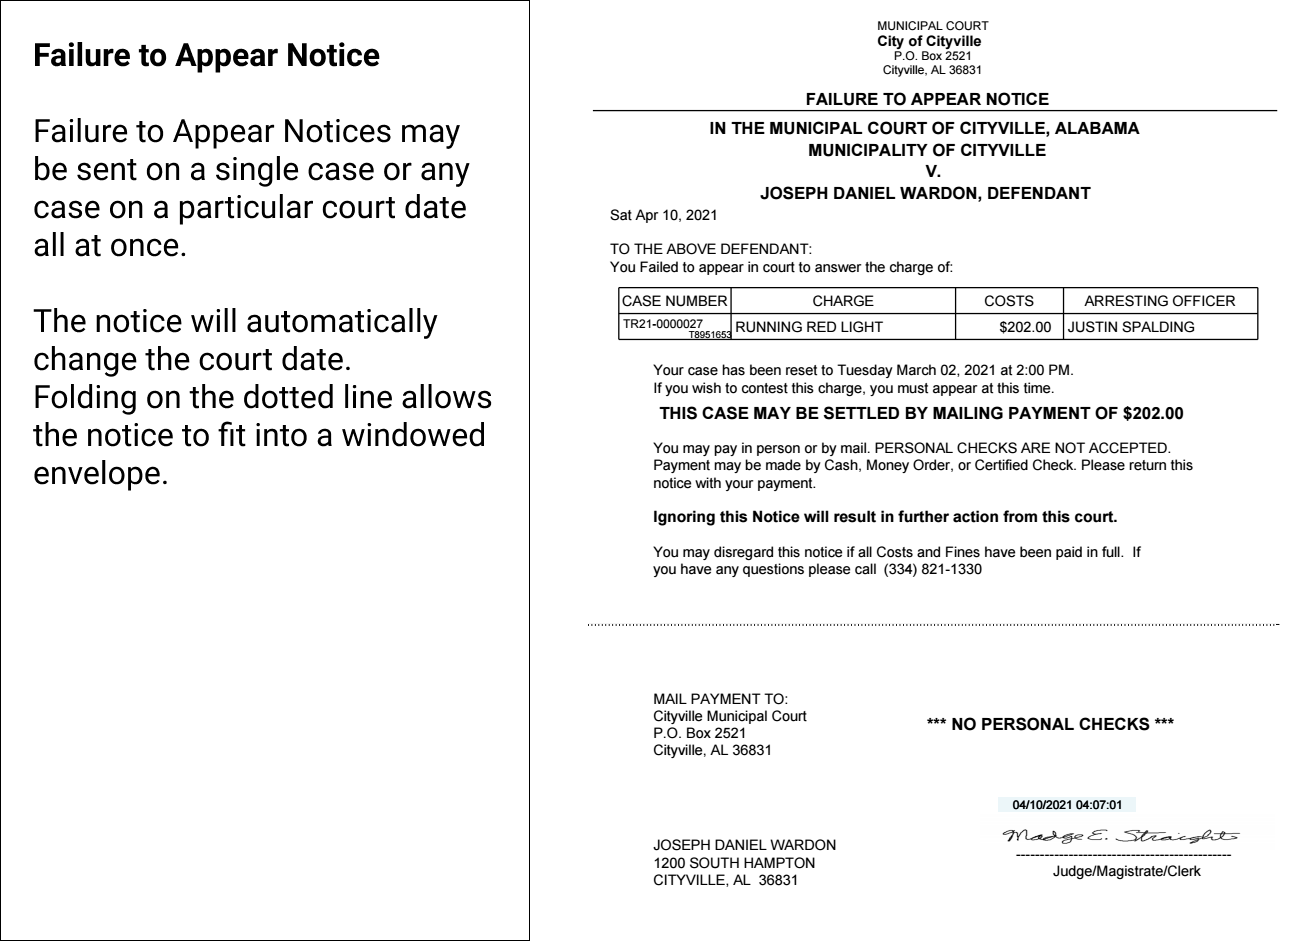 Failure to Appear Notice
Failure to Appear Notices may
be sent on a single case or any
case on a particular court date
all at once.
The notice will automatically
change the court date.
Folding on the dotted line allows
the notice to fit into a windowed
envelope.
MUNICIPAL COURT
City of Cityville
P.O. Box 2521
Cityville, AL 36831
FAILURE TO APPEAR NOTICE
IN THE MUNICIPAL COURT OF CITYVILLE, ALABAMA
MUNICIPALITY OF CITYVILLE
V.
JOSEPH DANIEL WARDON, DEFENDANT
Sat Apr 10, 2021
TO THE ABOVE DEFENDANT:
You Failed to appear in court to answer the charge of:
CASE NUMBER CHARGE COSTS ARRESTING OFFICER
TR21-0000027 RUNNING RED LIGHT $202.00 JUSTIN SPALDING
T8951653
Your case has been reset to Tuesday March 02, 2021 at 2:00 PM.
If you wish to contest this charge, you must appear at this time.
THIS CASE MAY BE SETTLED BY MAILING PAYMENT OF $202.00
You may pay in person or by mail. PERSONAL CHECKS ARE NOT ACCEPTED.
Payment may be made by Cash, Money Order, or Certified Check. Please return this
notice with your payment.
Ignoring this Notice will result in further action from this court.
You may disregard this notice if all Costs and Fines have been paid in full. If
you have any questions please call (334) 821-1330
MAIL PAYMENT TO:
Cityville Municipal Court
P.O. Box 2521
Cityville, AL 36831
*** NO PERSONAL CHECKS ***
04/10/2021 04:07:01
Madge E. Straight
Judge/Magistrate/Clerk
JOSEPH DANIEL WARDON
1200 SOUTH HAMPTON
CITYVILLE, AL 36831